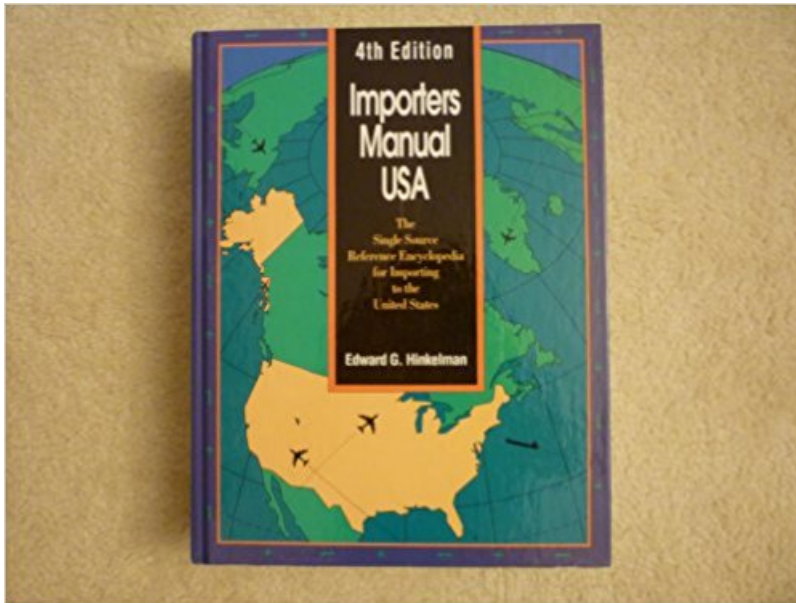 4th Edition
Importers
Manual
USA
The
Single Source
Reference Encyclopedia
for Importing
to the
United States
Edward G. Hinkelman